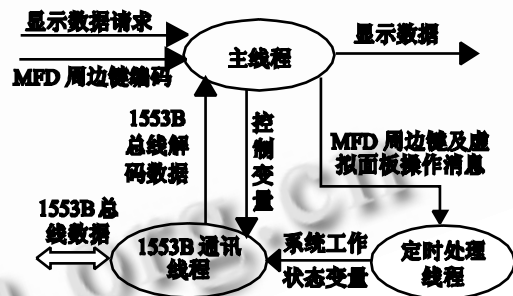 显示数据请求
MFD 周边键编码
主线程
显示数据
1553B
总线解
码数据
控
制
变
量
MFD 周边键及虚
拟面板操作消息
1553B 总
线数据
1553B 通讯
线程
系统工作
状态变量
定时处理
线程